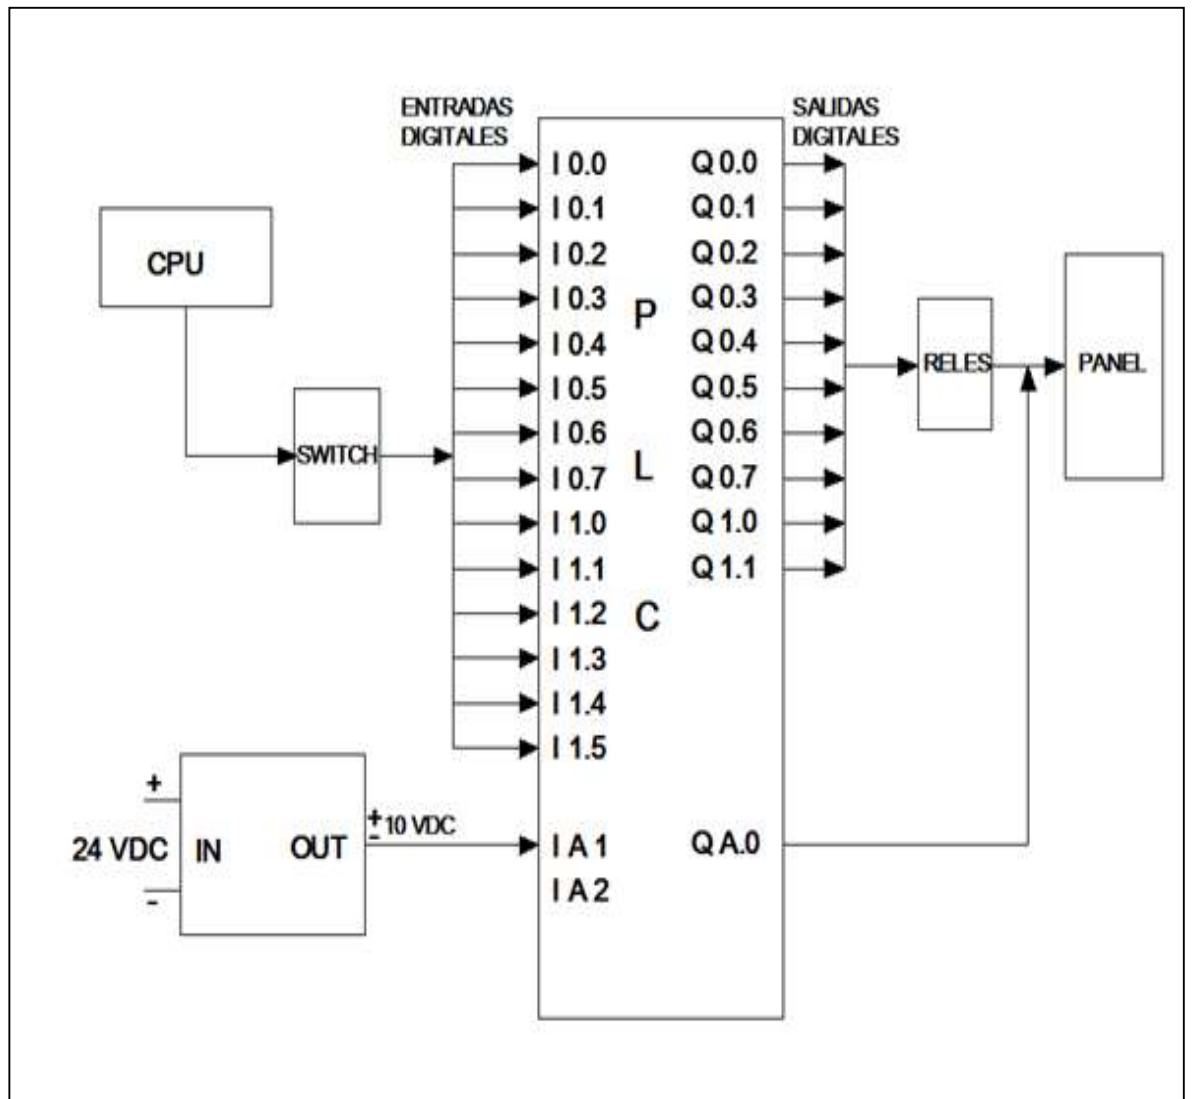 ENTRADAS
DIGITALES
SALIDAS
DIGITALES
CPU
SWITCH
I 0.0
I 0.1
I 0.2
I 0.3
I 0.4
I 0.5
I 0.6
I 0.7
I 1.0
I 1.1
I 1.2
I 1.3
I 1.4
I 1.5
I A 1
I A 2
P
L
C
Q 0.0
Q 0.1
Q 0.2
Q 0.3
Q 0.4
Q 0.5
Q 0.6
Q 0.7
Q 1.0
Q 1.1
Q A.0
RELES
PANEL
+
24 VDC
-
IN
OUT
+
- 10 VDC